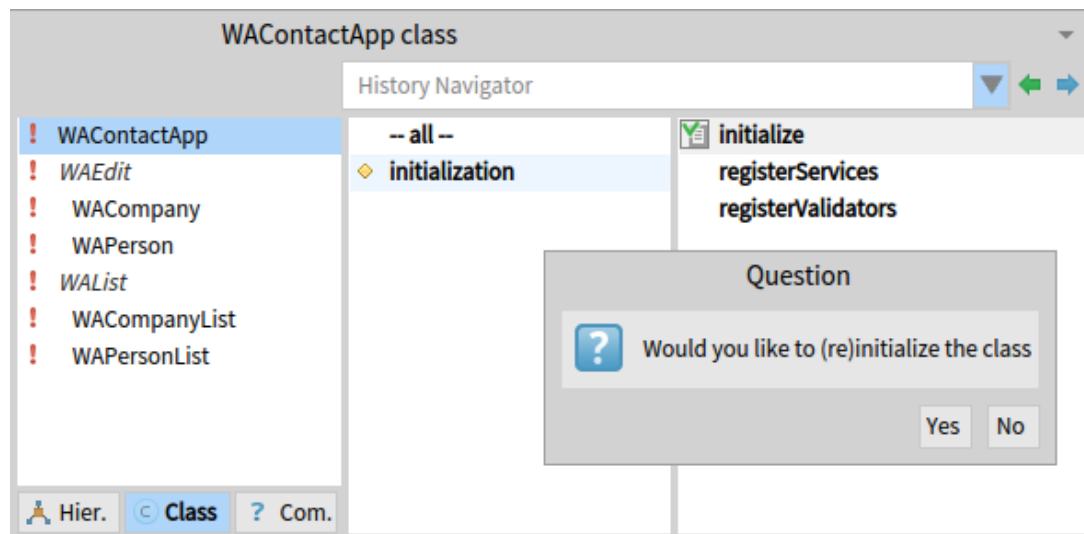 WAContactApp class
History Navigator
WAContactApp
WAEdit
WACompany
WAPerson
WAList
WACompanyList
WAPersonList
-- all --
initialization
initialize
registerServices
registerValidators
Question
Would you like to (re)initialize the class
Yes No
Hier. Class ? Com.